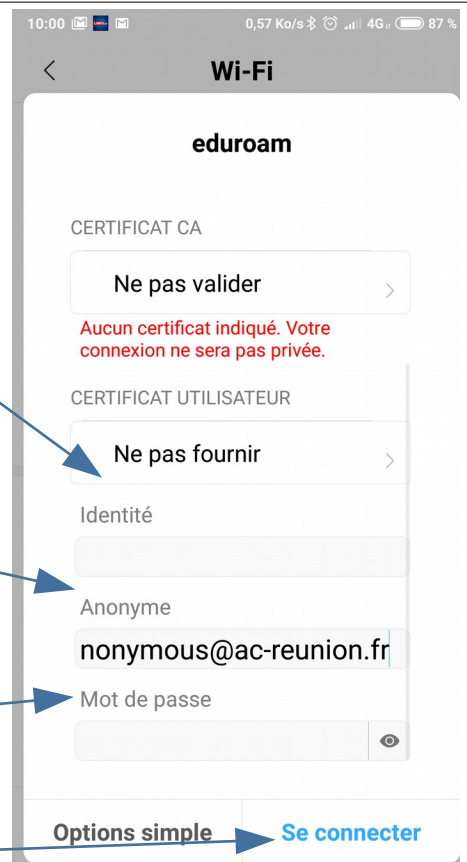 10:00 0,57 Ko/s 4G 87 %
Wi-Fi
eduroam
CERTIFICAT CA
Ne pas valider
Aucun certificat indiqué. Votre
connexion ne sera pas privée.
CERTIFICAT UTILISATEUR
Ne pas fournir
Identité
Anonyme
nonymous@ac-reunion.fr
Mot de passe
Options simple Se connecter